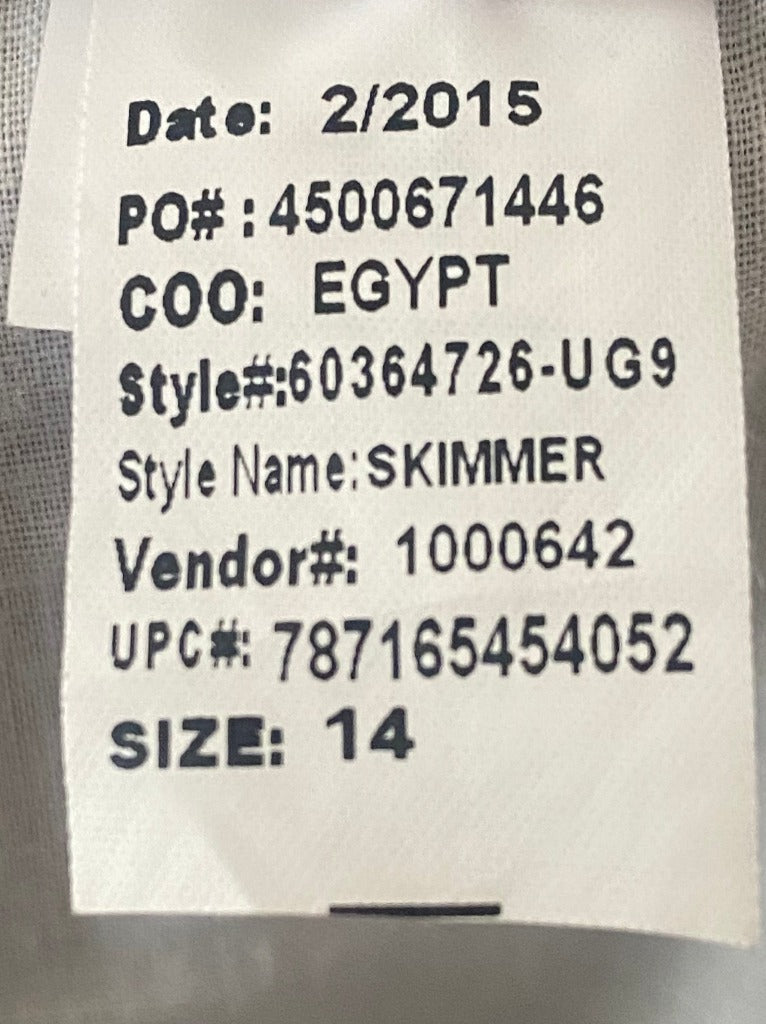 Date: 2/2015
PO# : 4500671446
COO: EGYPT
Style#:60364726-UG9
Style Name:SKIMMER
Vendor#: 1000642
UPC#: 787165454052
SIZE: 14